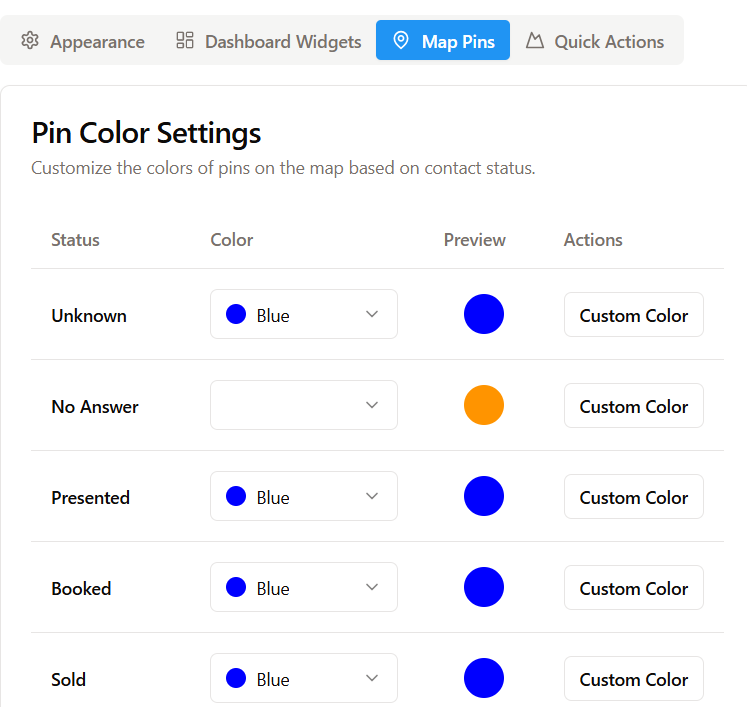 Appearance Dashboard Widgets Map Pins Quick Actions
Pin Color Settings
Customize the colors of pins on the map based on contact status.
Status Color Preview Actions
Unknown Blue Custom Color
No Answer Custom Color
Presented Blue Custom Color
Booked Blue Custom Color
Sold Blue Custom Color